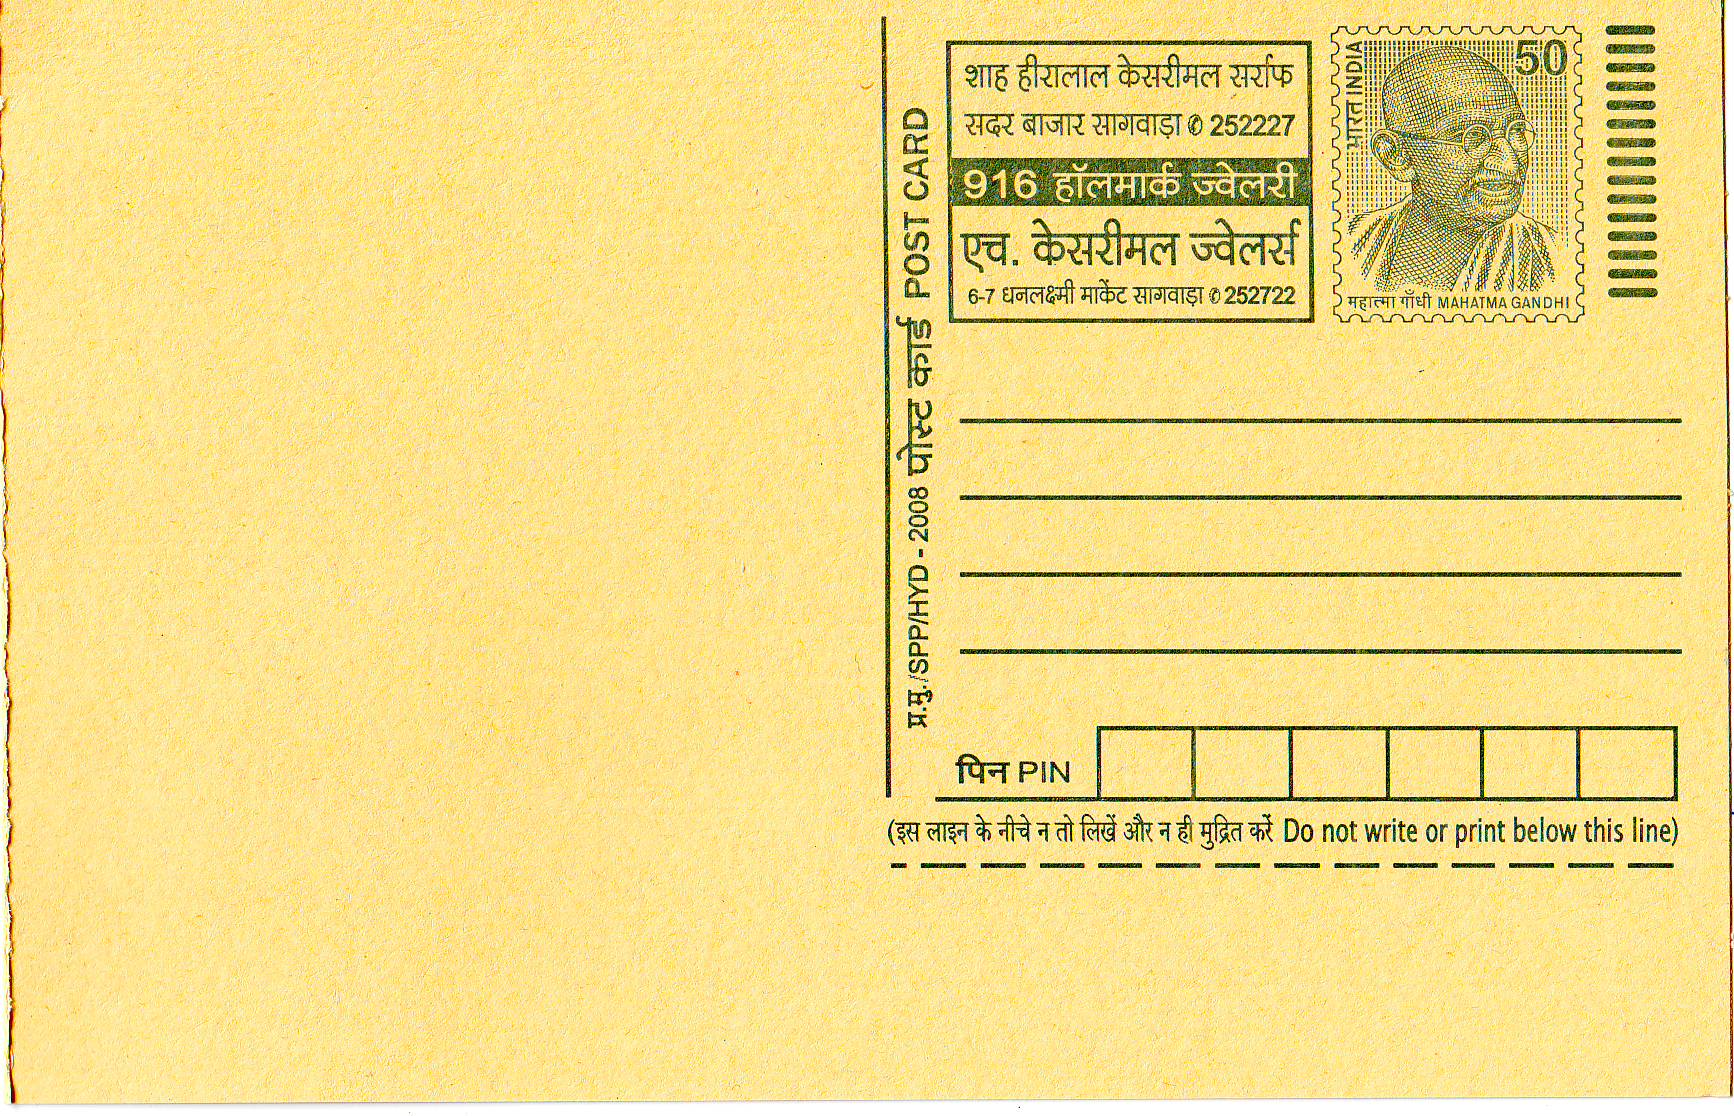 शाह हीरालाल केसरीमल सर्राफ
सदर बाजार सागवाड़ा ✆ 252227
916 हॉलमार्क ज्वेलरी
एच. केसरीमल ज्वेलर्स
6-7 धनलक्ष्मी मार्केट सागवाड़ा ✆ 252722
भारत INDIA
50
महात्मा गाँधी MAHATMA GANDHI
प्र.मु./SPP/HYD - 2008 पोस्ट कार्ड POST CARD
पिन PIN
(इस लाइन के नीचे न तो लिखें और न ही मुद्रित करें Do not write or print below this line)